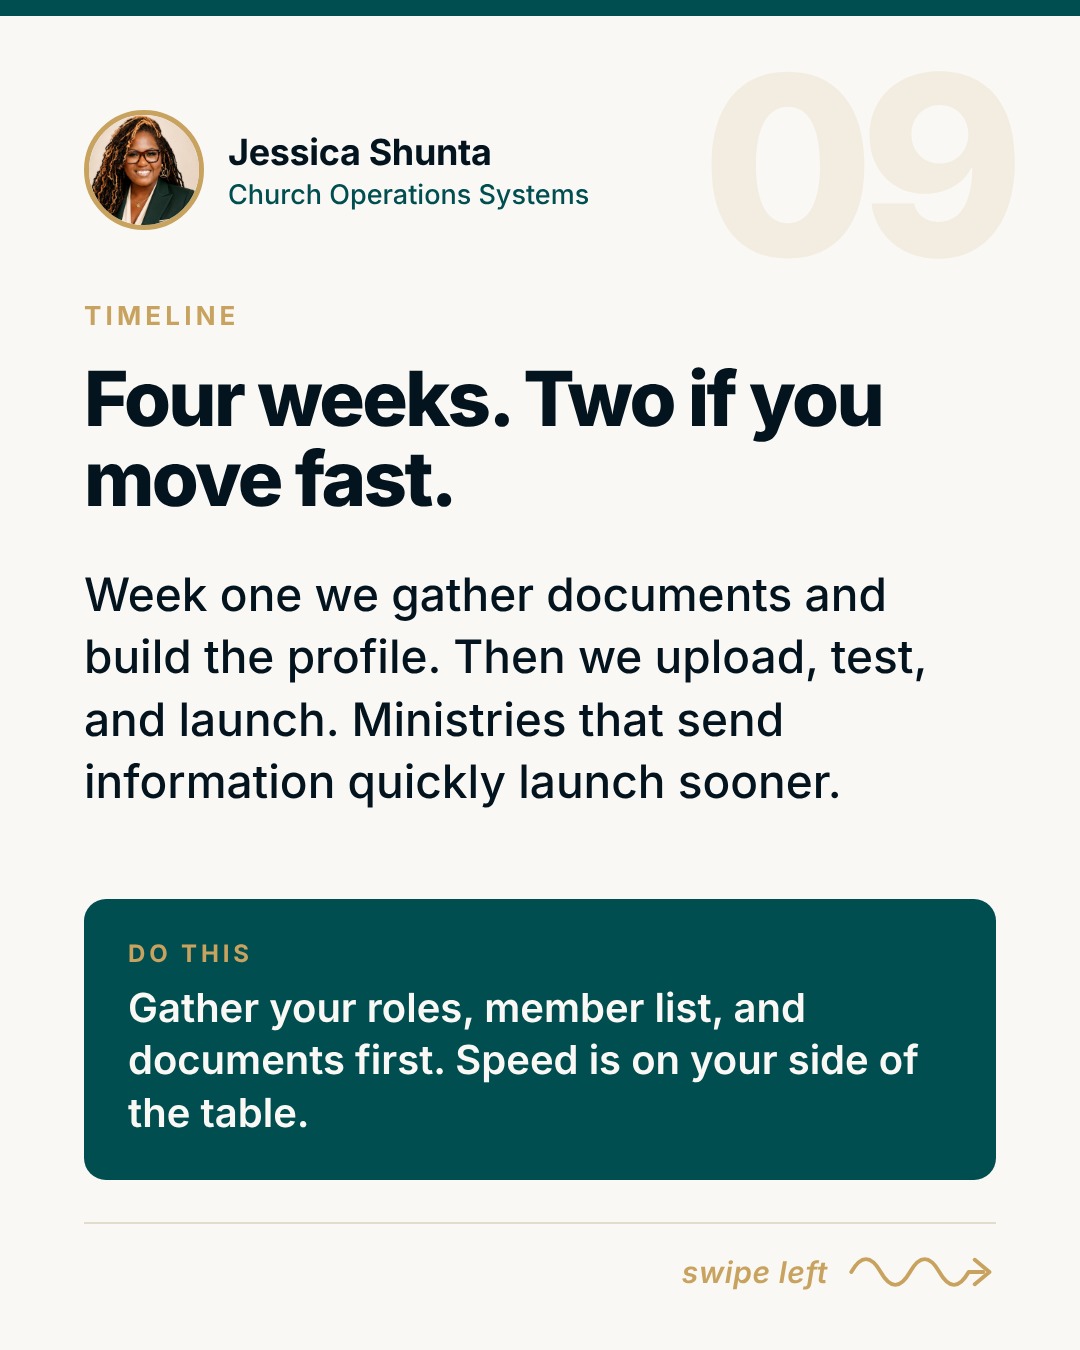 09
Jessica Shunta
Church Operations Systems
TIMELINE
Four weeks. Two if you
move fast.
Week one we gather documents and
build the profile. Then we upload, test,
and launch. Ministries that send
information quickly launch sooner.
DO THIS
Gather your roles, member list, and
documents first. Speed is on your side of
the table.
swipe left